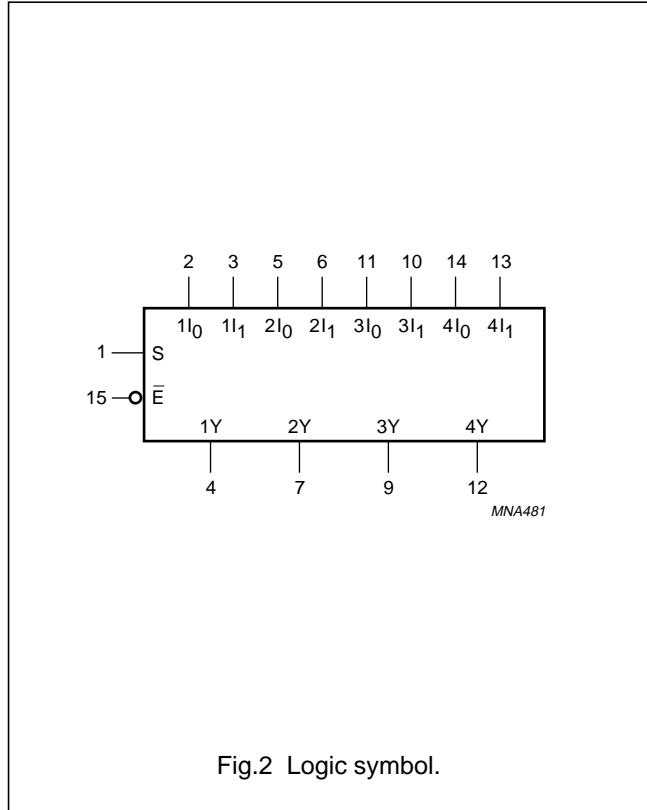 2 3 5 6 11 10 14 13
1I0 1I1 2I0 2I1 3I0 3I1 4I0 4I1
1 S
15 E̅
1Y 2Y 3Y 4Y
4 7 9 12
MNA481
Fig.2 Logic symbol.